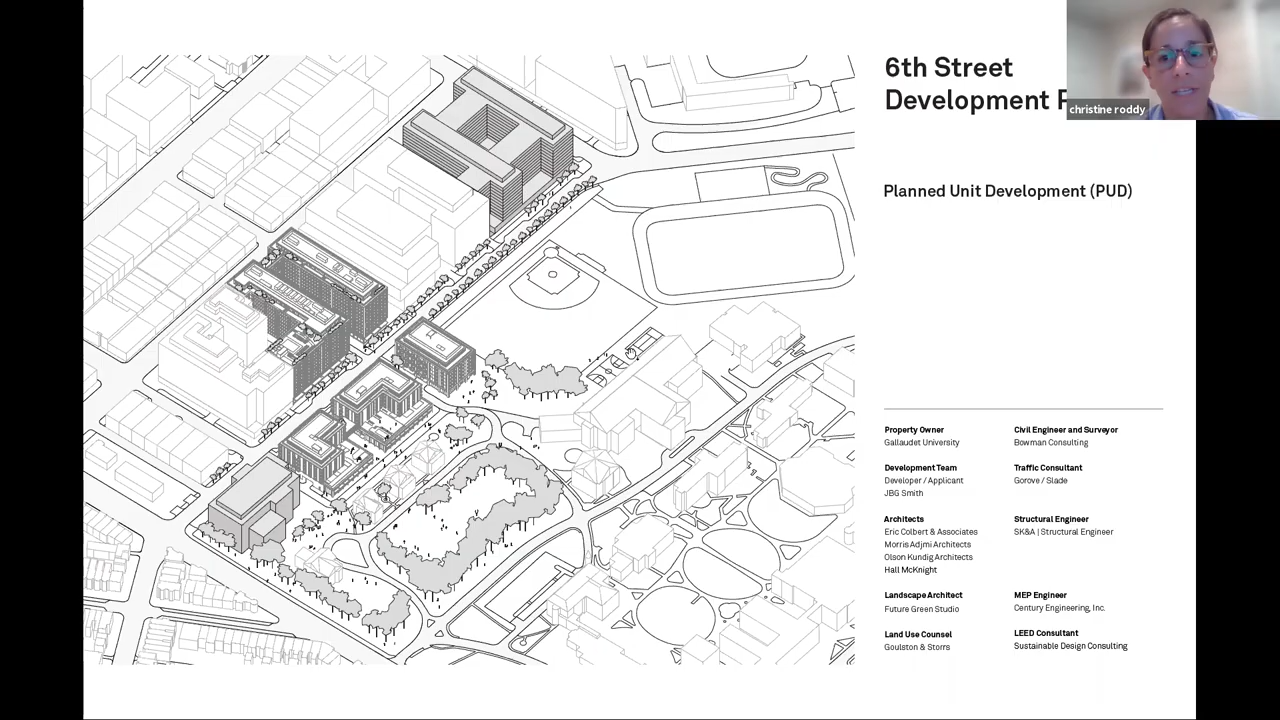 6th Street
Development P
christine roddy
Planned Unit Development (PUD)
Property Owner
Gallaudet University
Development Team
Developer / Applicant
JBG Smith
Architects
Eric Colbert & Associates
Morris Adjmi Architects
Olson Kundig Architects
Hall McKnight
Landscape Architect
Future Green Studio
Land Use Counsel
Goulston & Storrs
Civil Engineer and Surveyor
Bowman Consulting
Traffic Consultant
Gorove / Slade
Structural Engineer
SK&A | Structural Engineer
MEP Engineer
Century Engineering, Inc.
LEED Consultant
Sustainable Design Consulting